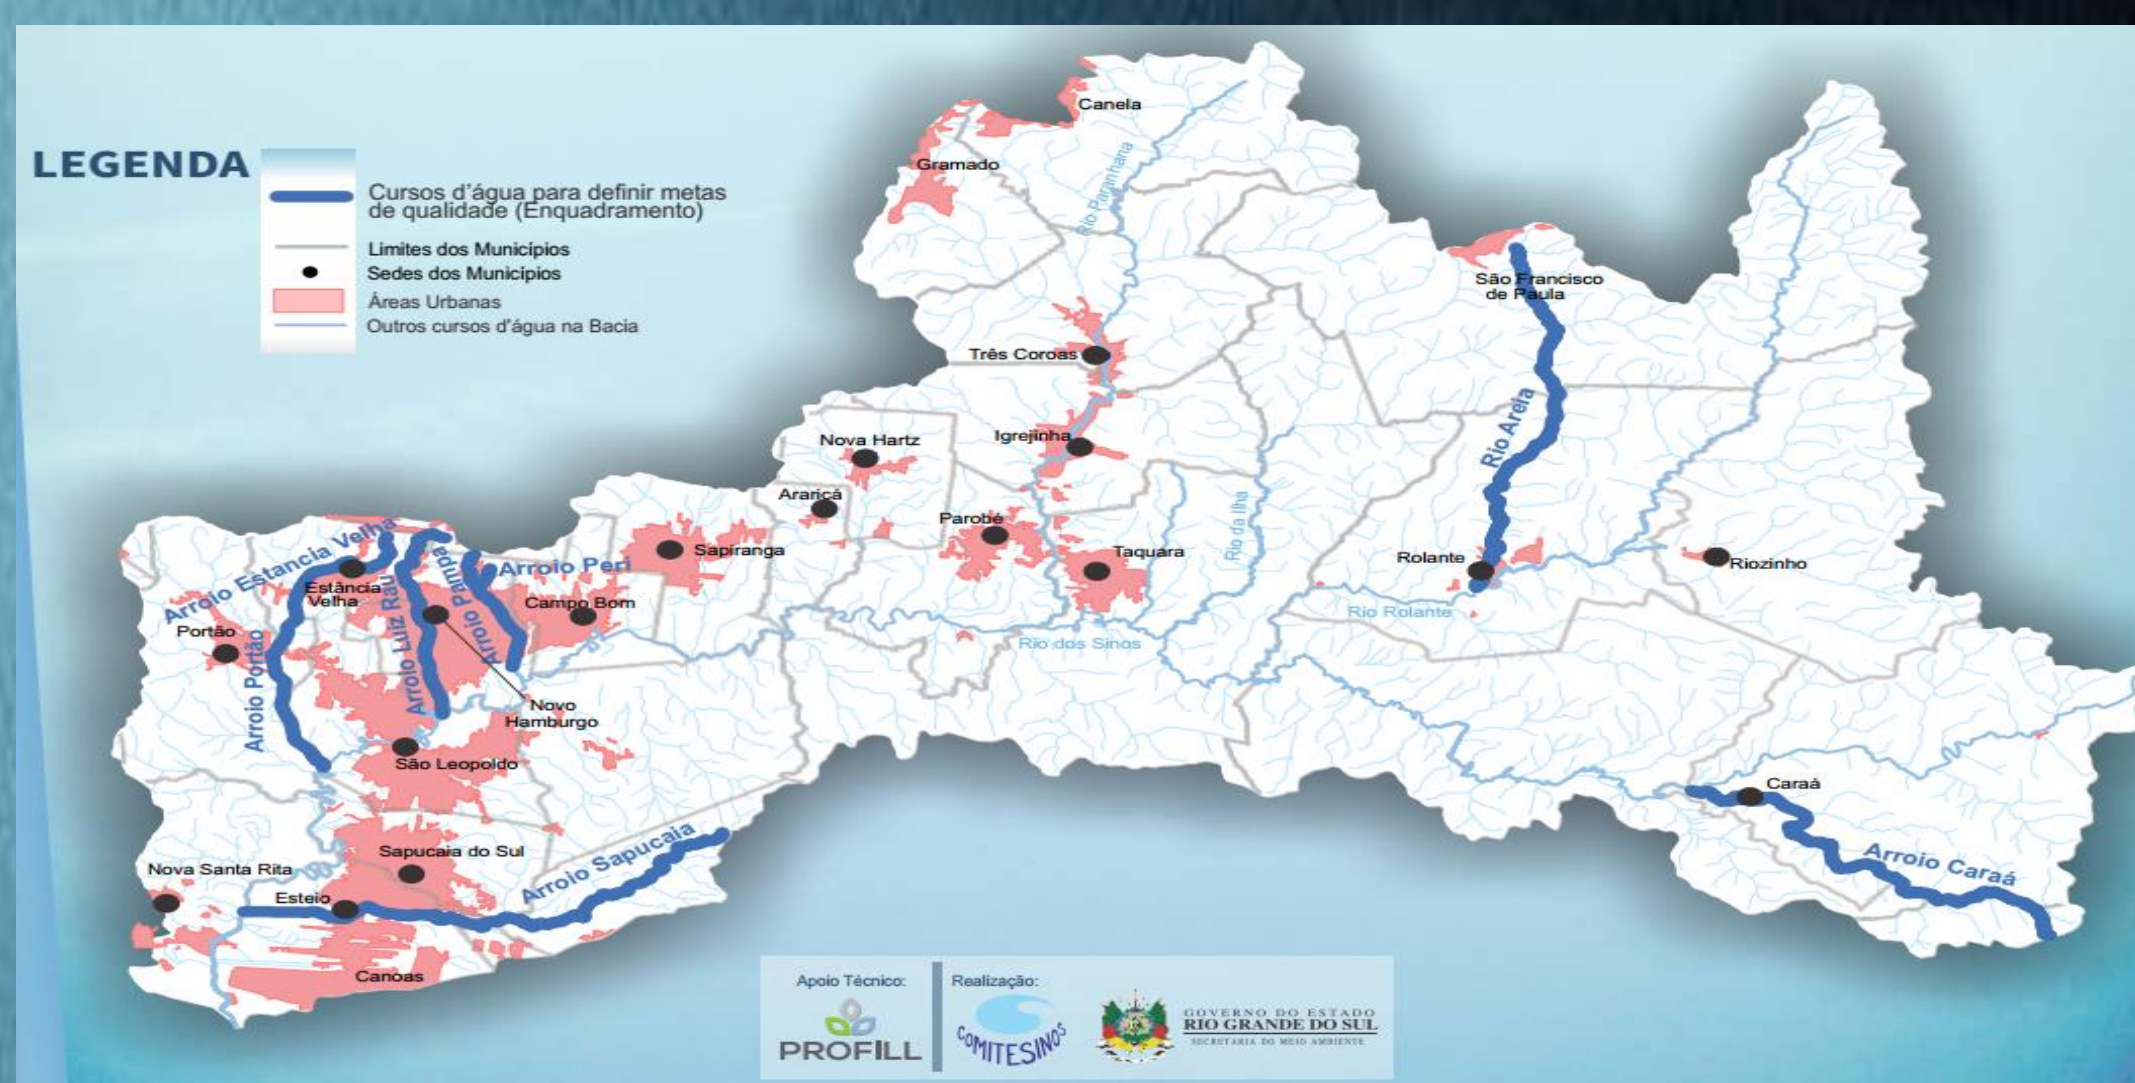 LEGENDA
Cursos d'água para definir metas
de qualidade (Enquadramento)
Limites dos Municípios
Sedes dos Municípios
Áreas Urbanas
Outros cursos d'água na Bacia
Canela
Gramado
Rio Paranhana
São Francisco
de Paula
Três Coroas
Rio Areia
Nova Hartz
Igrejinha
Araricá
Rio da Ilha
Parobé
Arroio Estancia Velha
Sapiranga
Taquara
Rolante
Riozinho
Arroio Peri
Estância
Velha
Arroio Pampa
Campo Bom
Arroio Luiz Rau
Rio Rolante
Portão
Arroio Portão
Rio dos Sinos
Novo
Hamburgo
São Leopoldo
Caraá
Arroio Caraá
Sapucaia do Sul
Arroio Sapucaia
Nova Santa Rita
Esteio
Canoas
Apoio Técnico:
PROFILL
Realização:
COMITESINOS
GOVERNO DO ESTADO
RIO GRANDE DO SUL
SECRETARIA DO MEIO AMBIENTE